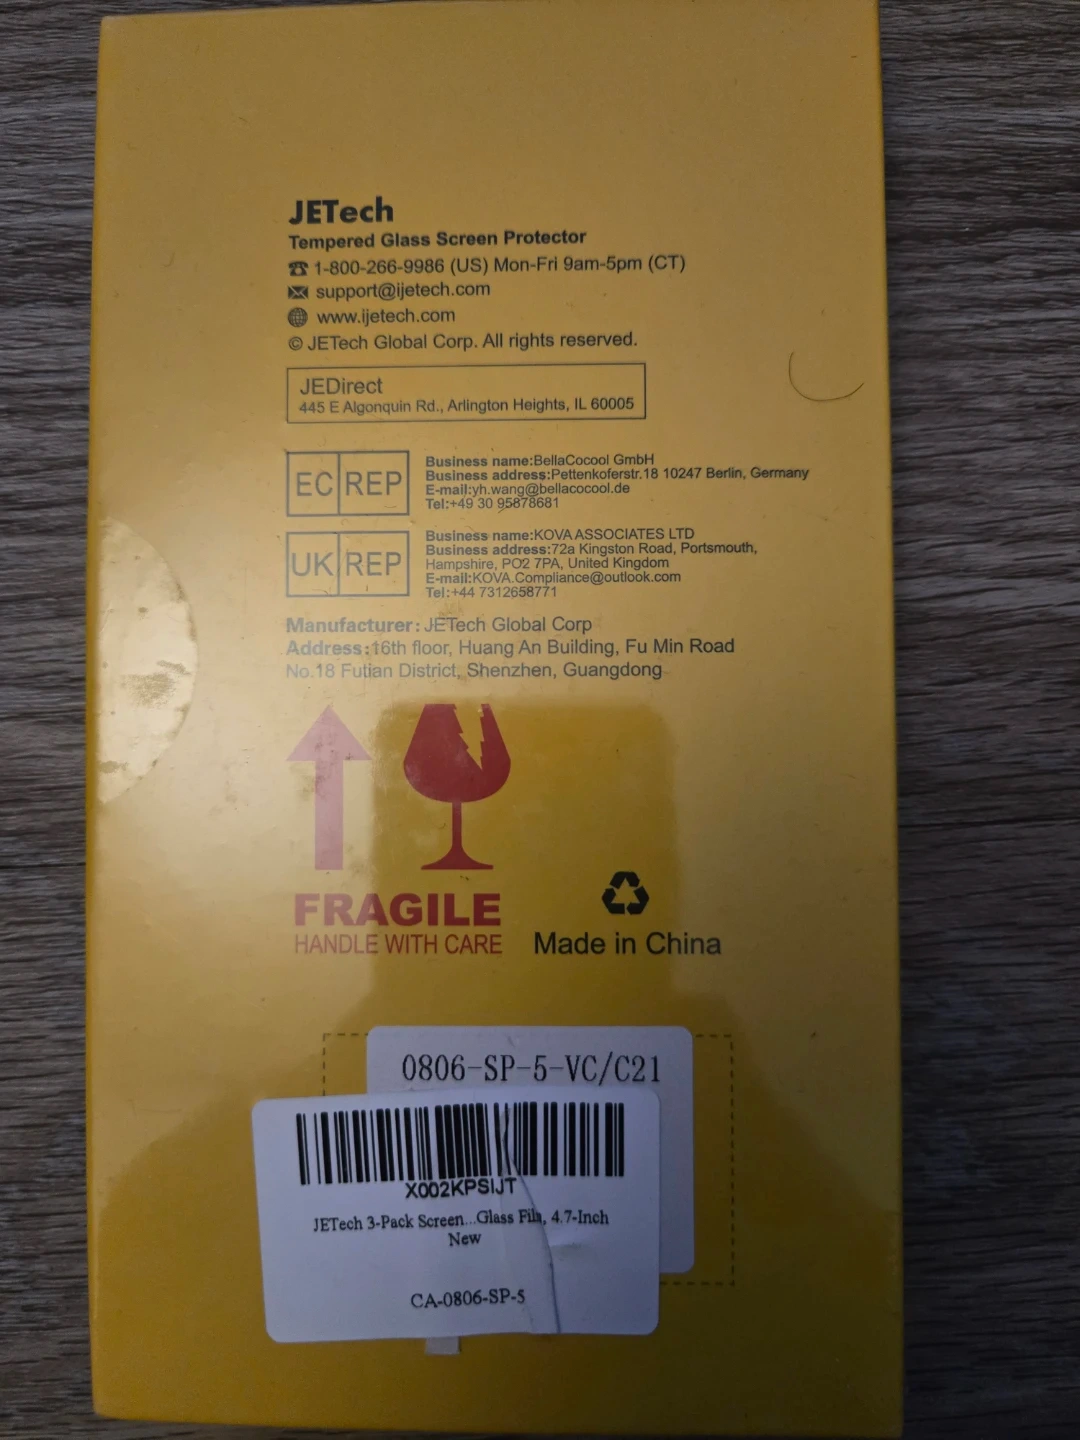 JETech
Tempered Glass Screen Protector
1-800-266-9986 (US) Mon-Fri 9am-5pm (CT)
support@ijetech.com
www.ijetech.com
© JETech Global Corp. All rights reserved.
JEDirect
445 E Algonquin Rd., Arlington Heights, IL 60005
EC REP
Business name:BellaCocool GmbH
Business address:Pettenkoferstr.18 10247 Berlin, Germany
E-mail:yh.wang@bellacocool.de
Tel:+49 30 95878681
UK REP
Business name:KOVA ASSOCIATES LTD
Business address:72a Kingston Road, Portsmouth,
Hampshire, PO2 7PA, United Kingdom
E-mail:KOVA.Compliance@outlook.com
Tel:+44 7312658771
Manufacturer: JETech Global Corp
Address:16th floor, Huang An Building, Fu Min Road
No.18 Futian District, Shenzhen, Guangdong
FRAGILE
HANDLE WITH CARE
Made in China
0806-SP-5-VC/C21
X002KPSIJT
JETech 3-Pack Screen...Glass Film, 4.7-Inch
New
CA-0806-SP-5